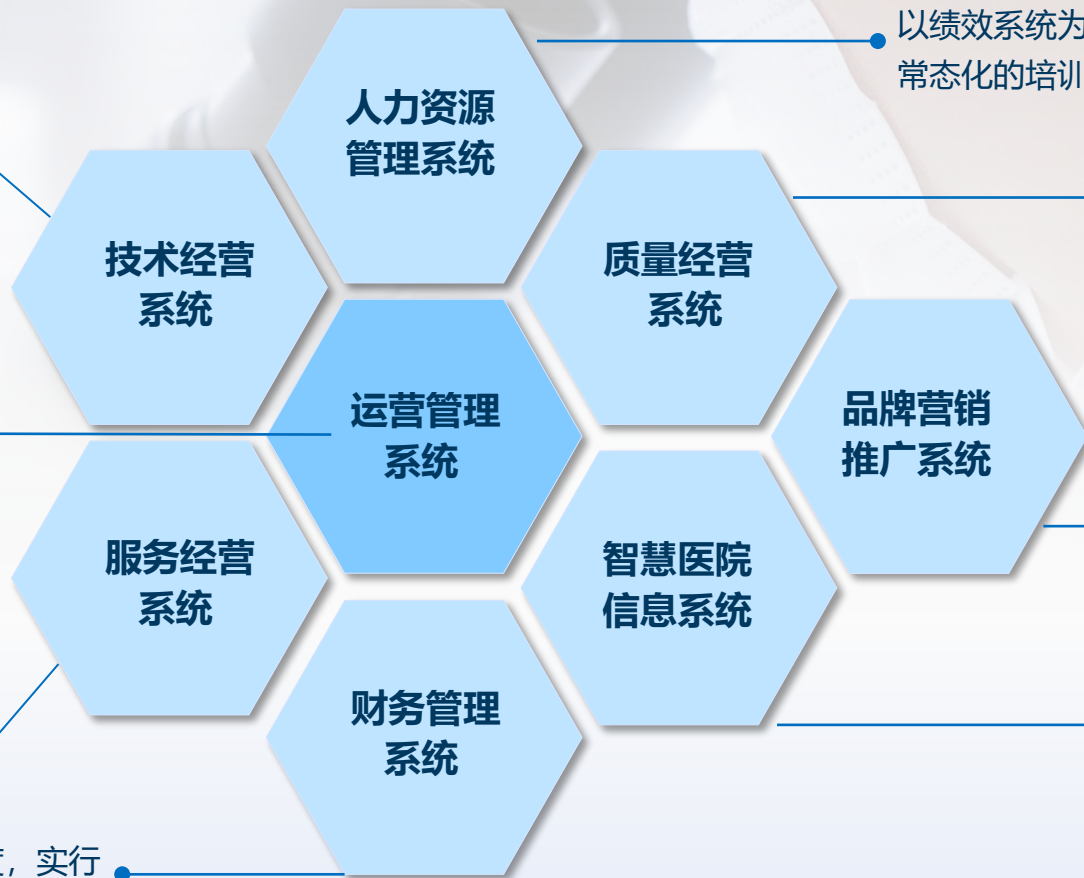 以绩效系统为
常态化的培训
人力资源
管理系统
技术经营
系统
质量经营
系统
运营管理
系统
品牌营销
推广系统
服务经营
系统
智慧医院
信息系统
财务管理
系统
，实行